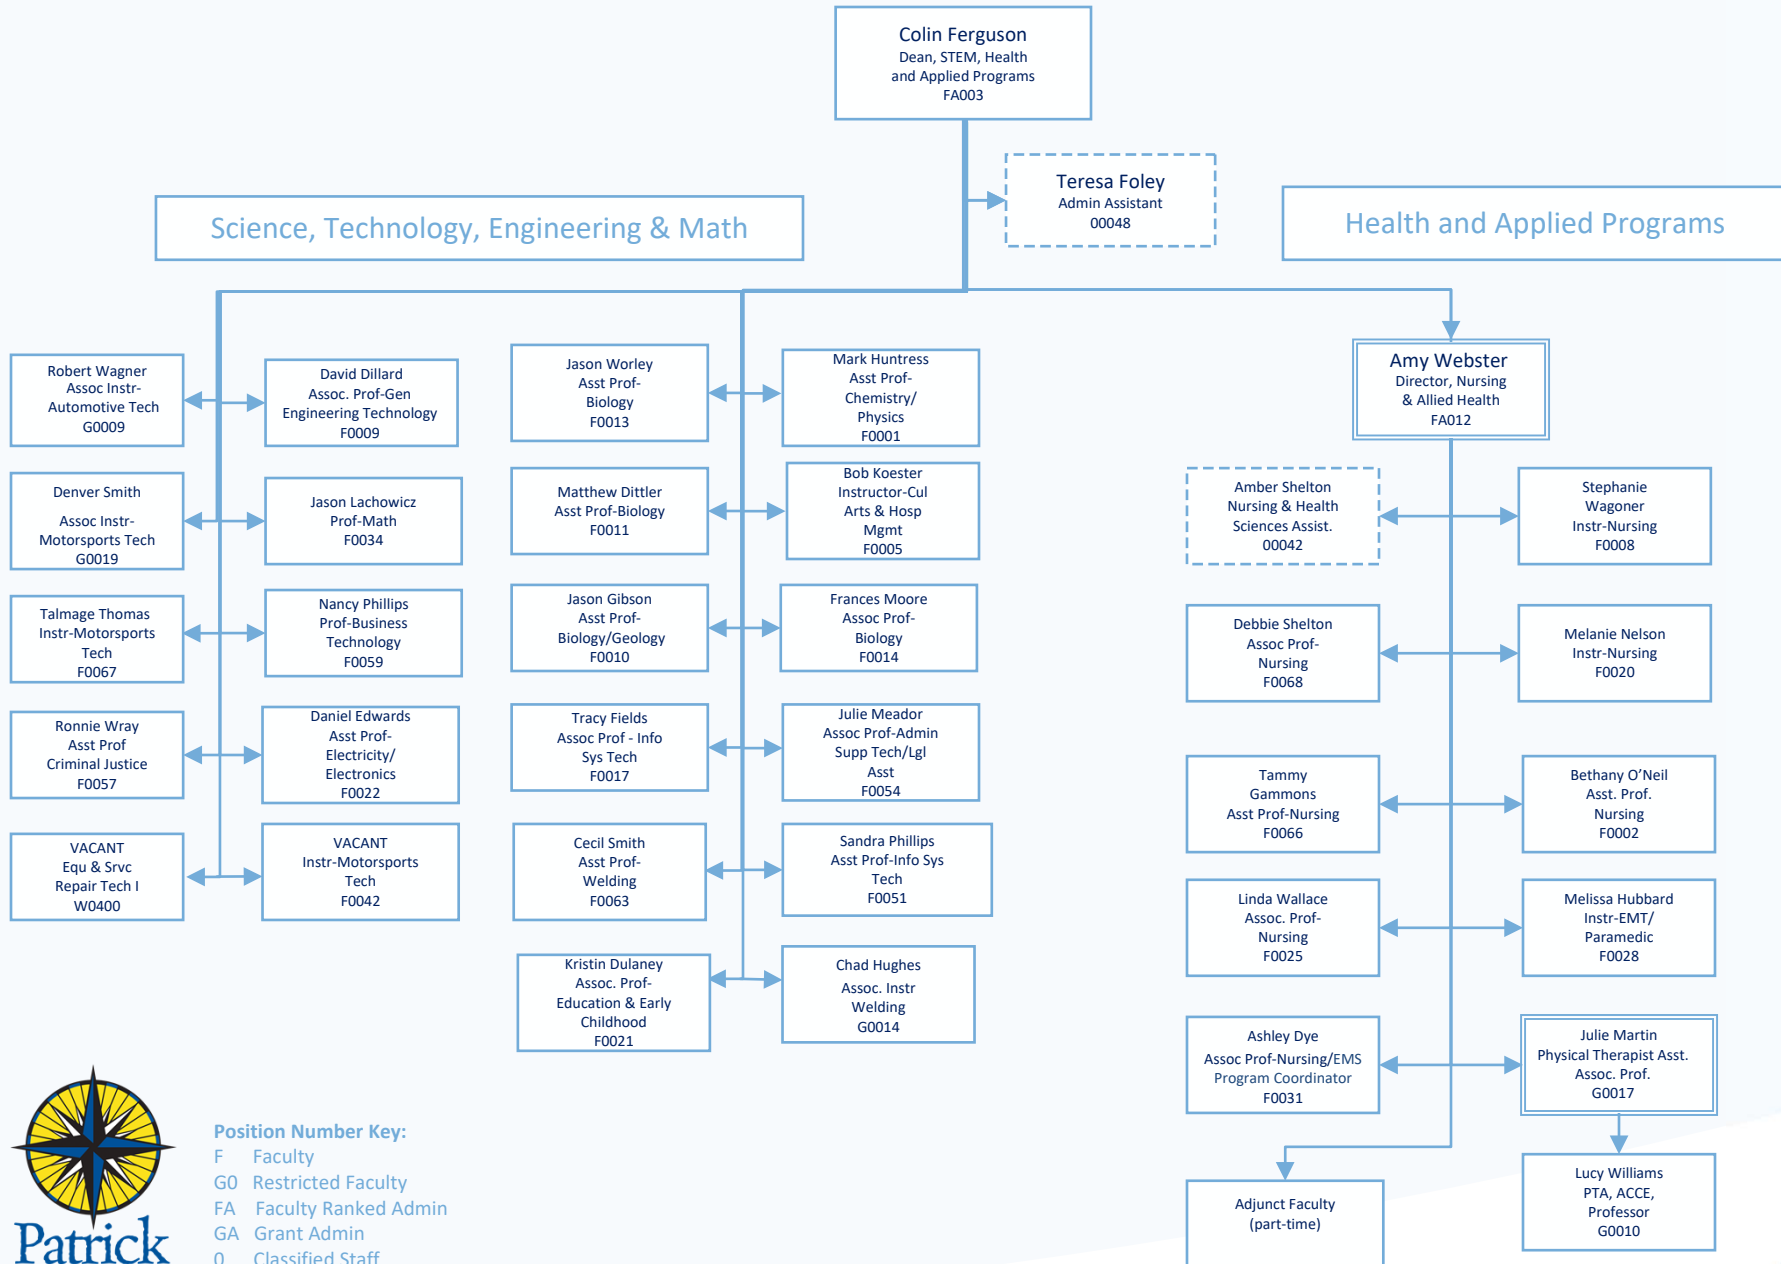 Colin Ferguson
Dean, STEM, Health
and Applied Programs
FA003
Teresa Foley
Admin Assistant
00048
Science, Technology, Engineering & Math
Health and Applied Programs
Robert Wagner
Assoc Instr-
Automotive Tech
G0009
David Dillard
Assoc. Prof-Gen
Engineering Technology
F0009
Jason Worley
Asst Prof-
Biology
F0013
Mark Huntress
Asst Prof-
Chemistry/
Physics
F0001
Amy Webster
Director, Nursing
& Allied Health
FA012
Denver Smith
Assoc Instr-
Motorsports Tech
G0019
Jason Lachowicz
Prof-Math
F0034
Matthew Dittler
Asst Prof-Biology
F0011
Bob Koester
Instructor-Cul
Arts & Hosp
Mgmt
F0005
Amber Shelton
Nursing & Health
Sciences Assist.
00042
Stephanie
Wagoner
Instr-Nursing
F0008
Talmage Thomas
Instr-Motorsports
Tech
F0067
Nancy Phillips
Prof-Business
Technology
F0059
Jason Gibson
Asst Prof-
Biology/Geology
F0010
Frances Moore
Assoc Prof-
Biology
F0014
Debbie Shelton
Assoc Prof-
Nursing
F0068
Melanie Nelson
Instr-Nursing
F0020
Ronnie Wray
Asst Prof
Criminal Justice
F0057
Daniel Edwards
Asst Prof-
Electricity/
Electronics
F0022
Tracy Fields
Assoc Prof - Info
Sys Tech
F0017
Julie Meador
Assoc Prof-Admin
Supp Tech/Lgl
Asst
F0054
Tammy
Gammons
Asst Prof-Nursing
F0066
Bethany O’Neil
Asst. Prof.
Nursing
F0002
VACANT
Equ & Srvc
Repair Tech I
W0400
VACANT
Instr-Motorsports
Tech
F0042
Cecil Smith
Asst Prof-
Welding
F0063
Sandra Phillips
Asst Prof-Info Sys
Tech
F0051
Linda Wallace
Assoc. Prof-
Nursing
F0025
Melissa Hubbard
Instr-EMT/
Paramedic
F0028
Kristin Dulaney
Assoc. Prof-
Education & Early
Childhood
F0021
Chad Hughes
Assoc. Instr
Welding
G0014
Ashley Dye
Assoc Prof-Nursing/EMS
Program Coordinator
F0031
Julie Martin
Physical Therapist Asst.
Assoc. Prof.
G0017
Adjunct Faculty
(part-time)
Lucy Williams
PTA, ACCE,
Professor
G0010
Patrick
Position Number Key:
F Faculty
G0 Restricted Faculty
FA Faculty Ranked Admin
GA Grant Admin
0 Classified Staff